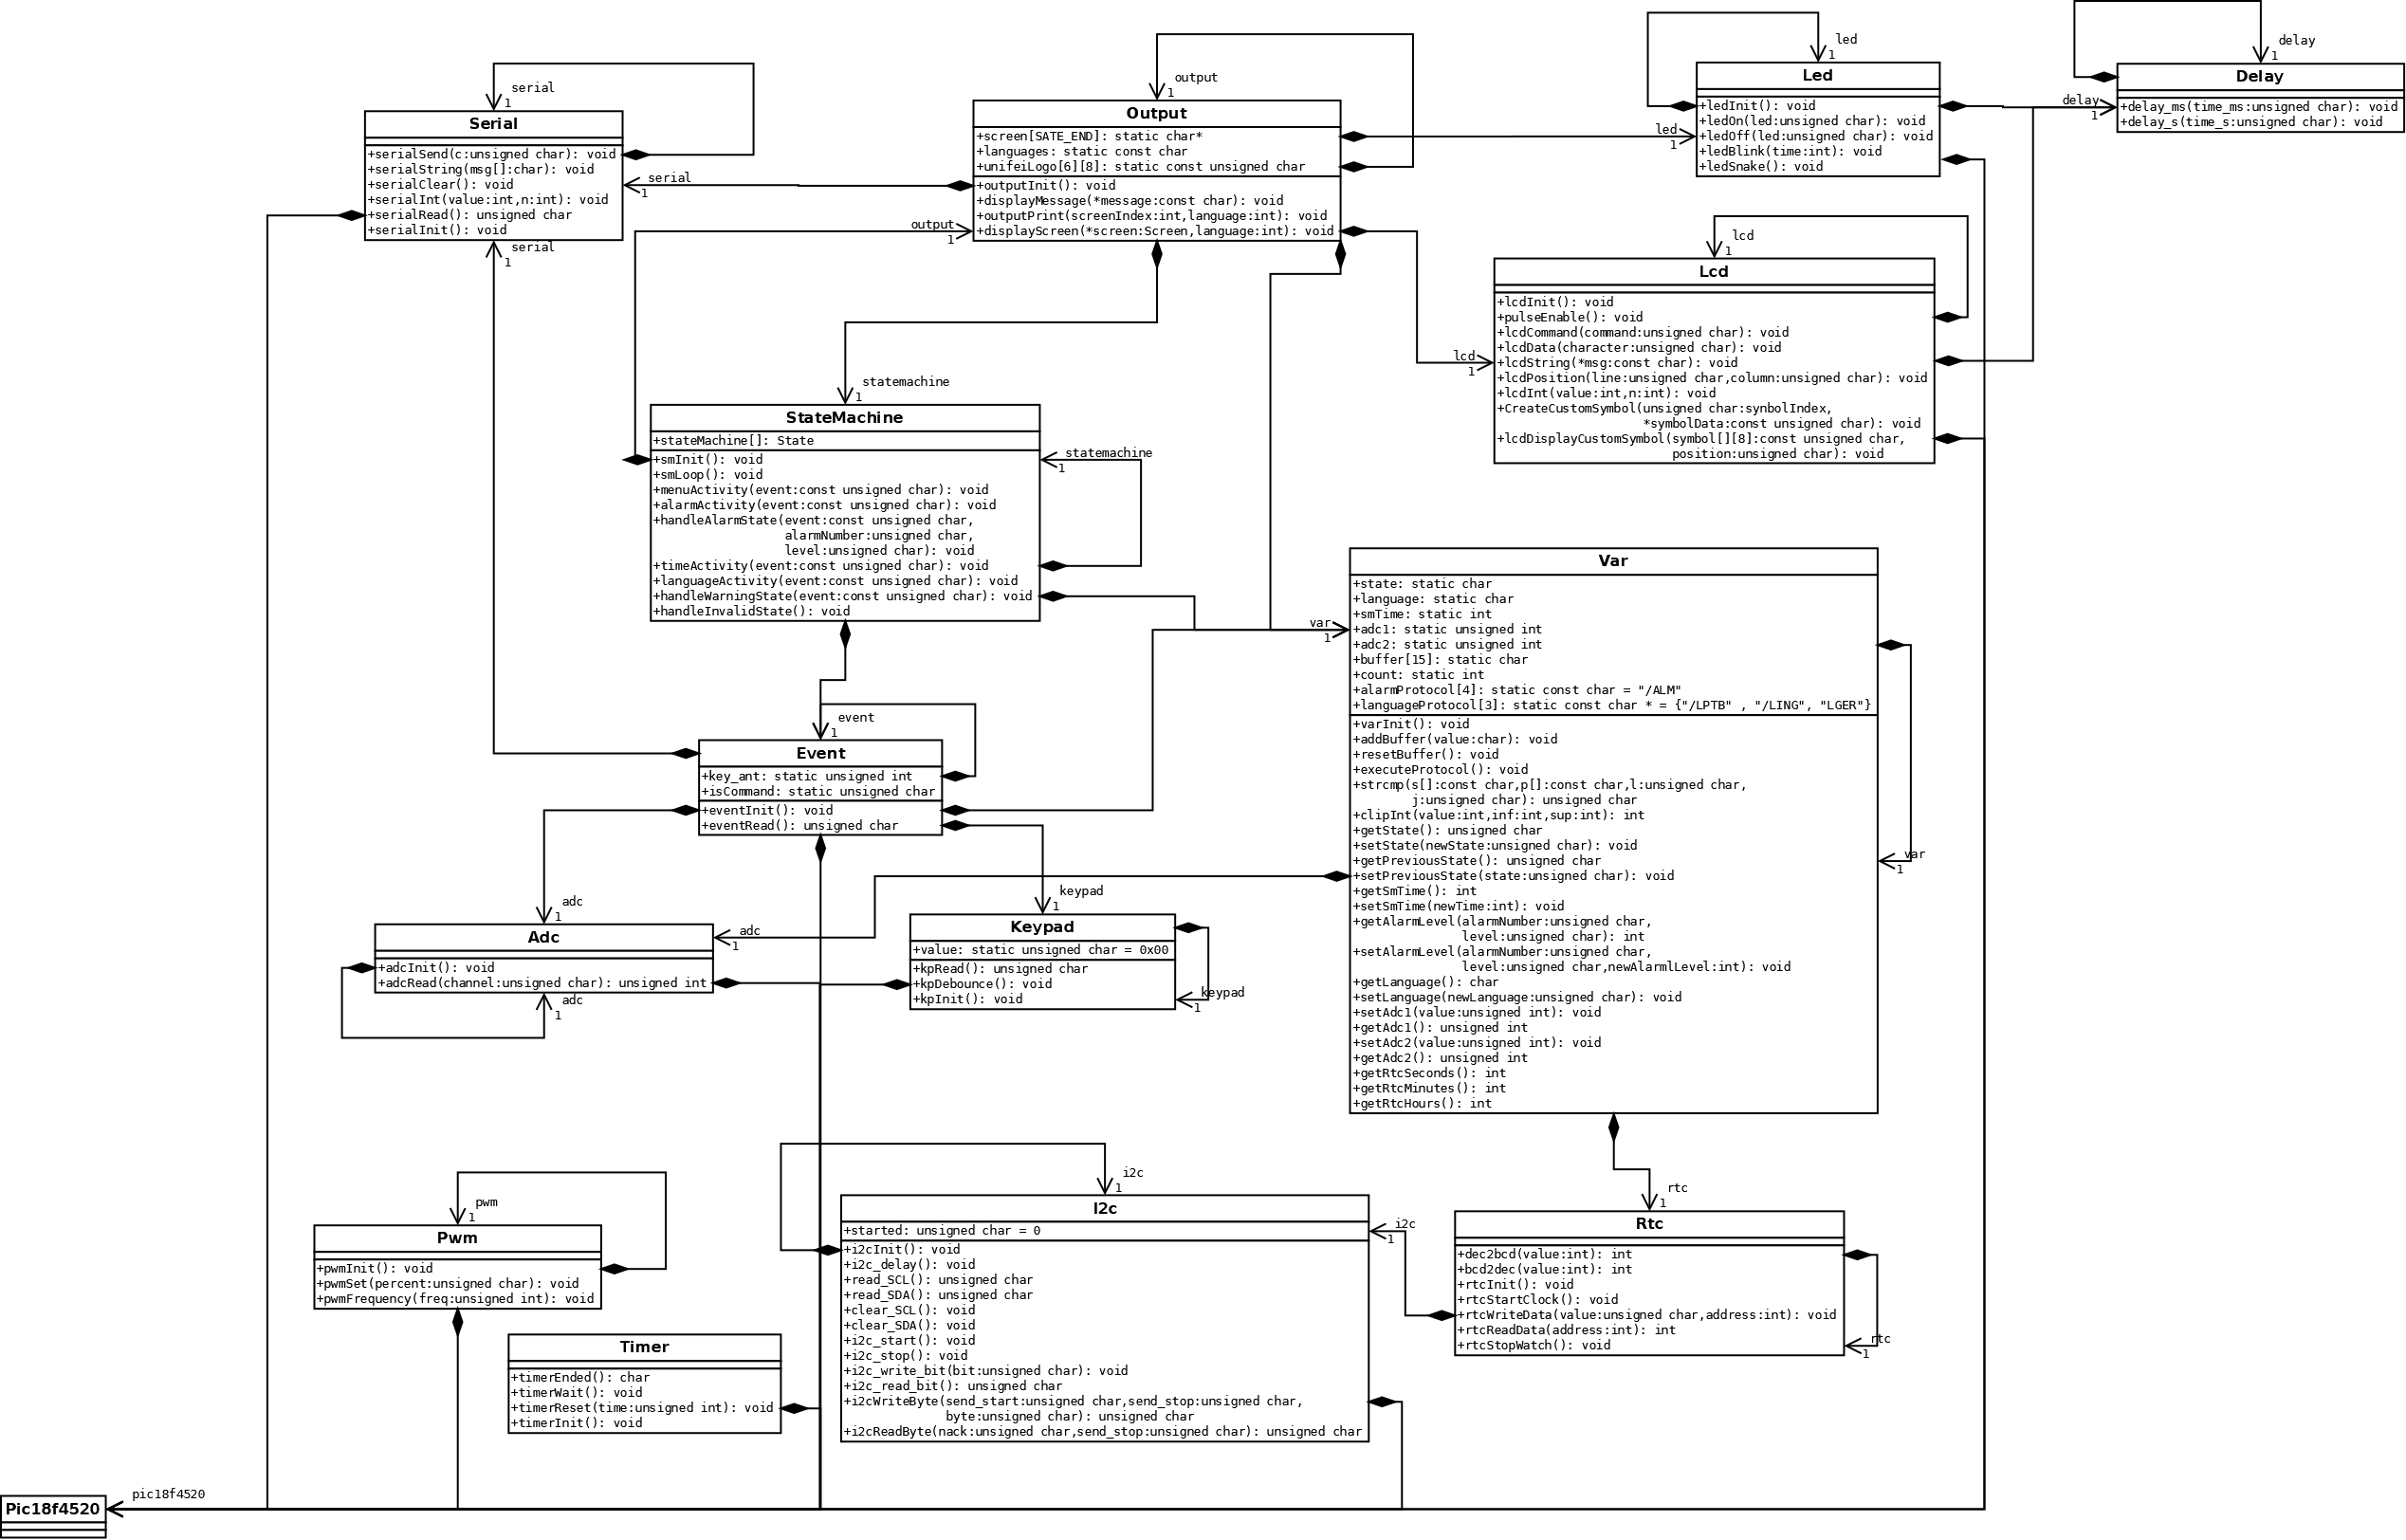 led
1
delay
1
output
1
serial
1
Led
+ledInit(): void
+ledOn(led:unsigned char): void
+ledOff(led:unsigned char): void
+ledBlink(time:int): void
+ledSnake(): void
Delay
+delay_ms(time_ms:unsigned char): void
+delay_s(time_s:unsigned char): void
delay
1
Output
+screen[SATE_END]: static char*
+languages: static const char
+unifeiLogo[6][8]: static const unsigned char
+outputInit(): void
+displayMessage(*message:const char): void
+outputPrint(screenIndex:int,language:int): void
+displayScreen(*screen:Screen,language:int): void
led
1
Serial
+serialSend(c:unsigned char): void
+serialString(msg[]:char): void
+serialClear(): void
+serialInt(value:int,n:int): void
+serialRead(): unsigned char
+serialInit(): void
serial
1
output
1
serial
1
lcd
1
Lcd
+lcdInit(): void
+pulseEnable(): void
+lcdCommand(command:unsigned char): void
+lcdData(character:unsigned char): void
+lcdString(*msg:const char): void
+lcdPosition(line:unsigned char,column:unsigned char): void
+lcdInt(value:int,n:int): void
+CreateCustomSymbol(unsigned char:synbolIndex,
*symbolData:const unsigned char): void
+lcdDisplayCustomSymbol(symbol[][8]:const unsigned char,
position:unsigned char): void
lcd
1
statemachine
1
StateMachine
+stateMachine[]: State
+smInit(): void
+smLoop(): void
+menuActivity(event:const unsigned char): void
+alarmActivity(event:const unsigned char): void
+handleAlarmState(event:const unsigned char,
alarmNumber:unsigned char,
level:unsigned char): void
+timeActivity(event:const unsigned char): void
+languageActivity(event:const unsigned char): void
+handleWarningState(event:const unsigned char): void
+handleInvalidState(): void
statemachine
1
Var
+state: static char
+language: static char
+smTime: static int
+adc1: static unsigned int
+adc2: static unsigned int
+buffer[15]: static char
+count: static int
+alarmProtocol[4]: static const char = "/ALM"
+languageProtocol[3]: static const char * = {"/LPTB" , "/LING", "LGER"}
+varInit(): void
+addBuffer(value:char): void
+resetBuffer(): void
+executeProtocol(): void
+strcmp(s[]:const char,p[]:const char,l:unsigned char,
j:unsigned char): unsigned char
+clipInt(value:int,inf:int,sup:int): int
+getState(): unsigned char
+setState(newState:unsigned char): void
+getPreviousState(): unsigned char
+setPreviousState(state:unsigned char): void
+getSmTime(): int
+setSmTime(newTime:int): void
+getAlarmLevel(alarmNumber:unsigned char,
level:unsigned char): int
+setAlarmLevel(alarmNumber:unsigned char,
level:unsigned char,newAlarmlLevel:int): void
+getLanguage(): char
+setLanguage(newLanguage:unsigned char): void
+setAdc1(value:unsigned int): void
+getAdc1(): unsigned int
+setAdc2(value:unsigned int): void
+getAdc2(): unsigned int
+getRtcSeconds(): int
+getRtcMinutes(): int
+getRtcHours(): int
var
1
var
1
event
1
Event
+key_ant: static unsigned int
+isCommand: static unsigned char
+eventInit(): void
+eventRead(): unsigned char
adc
1
Adc
+adcInit(): void
+adcRead(channel:unsigned char): unsigned int
adc
1
adc
1
keypad
1
Keypad
+value: static unsigned char = 0x00
+kpRead(): unsigned char
+kpDebounce(): void
+kpInit(): void
keypad
1
pwm
1
Pwm
+pwmInit(): void
+pwmSet(percent:unsigned char): void
+pwmFrequency(freq:unsigned int): void
i2c
1
I2c
+started: unsigned char = 0
+i2cInit(): void
+i2c_delay(): void
+read_SCL(): unsigned char
+read_SDA(): unsigned char
+clear_SCL(): void
+clear_SDA(): void
+i2c_start(): void
+i2c_stop(): void
+i2c_write_bit(bit:unsigned char): void
+i2c_read_bit(): unsigned char
+i2cWriteByte(send_start:unsigned char,send_stop:unsigned char,
byte:unsigned char): unsigned char
+i2cReadByte(nack:unsigned char,send_stop:unsigned char): unsigned char
i2c
1
rtc
1
Rtc
+dec2bcd(value:int): int
+bcd2dec(value:int): int
+rtcInit(): void
+rtcStartClock(): void
+rtcWriteData(value:unsigned char,address:int): void
+rtcReadData(address:int): int
+rtcStopWatch(): void
rtc
1
Timer
+timerEnded(): char
+timerWait(): void
+timerReset(time:unsigned int): void
+timerInit(): void
pic18f4520
Pic18f4520